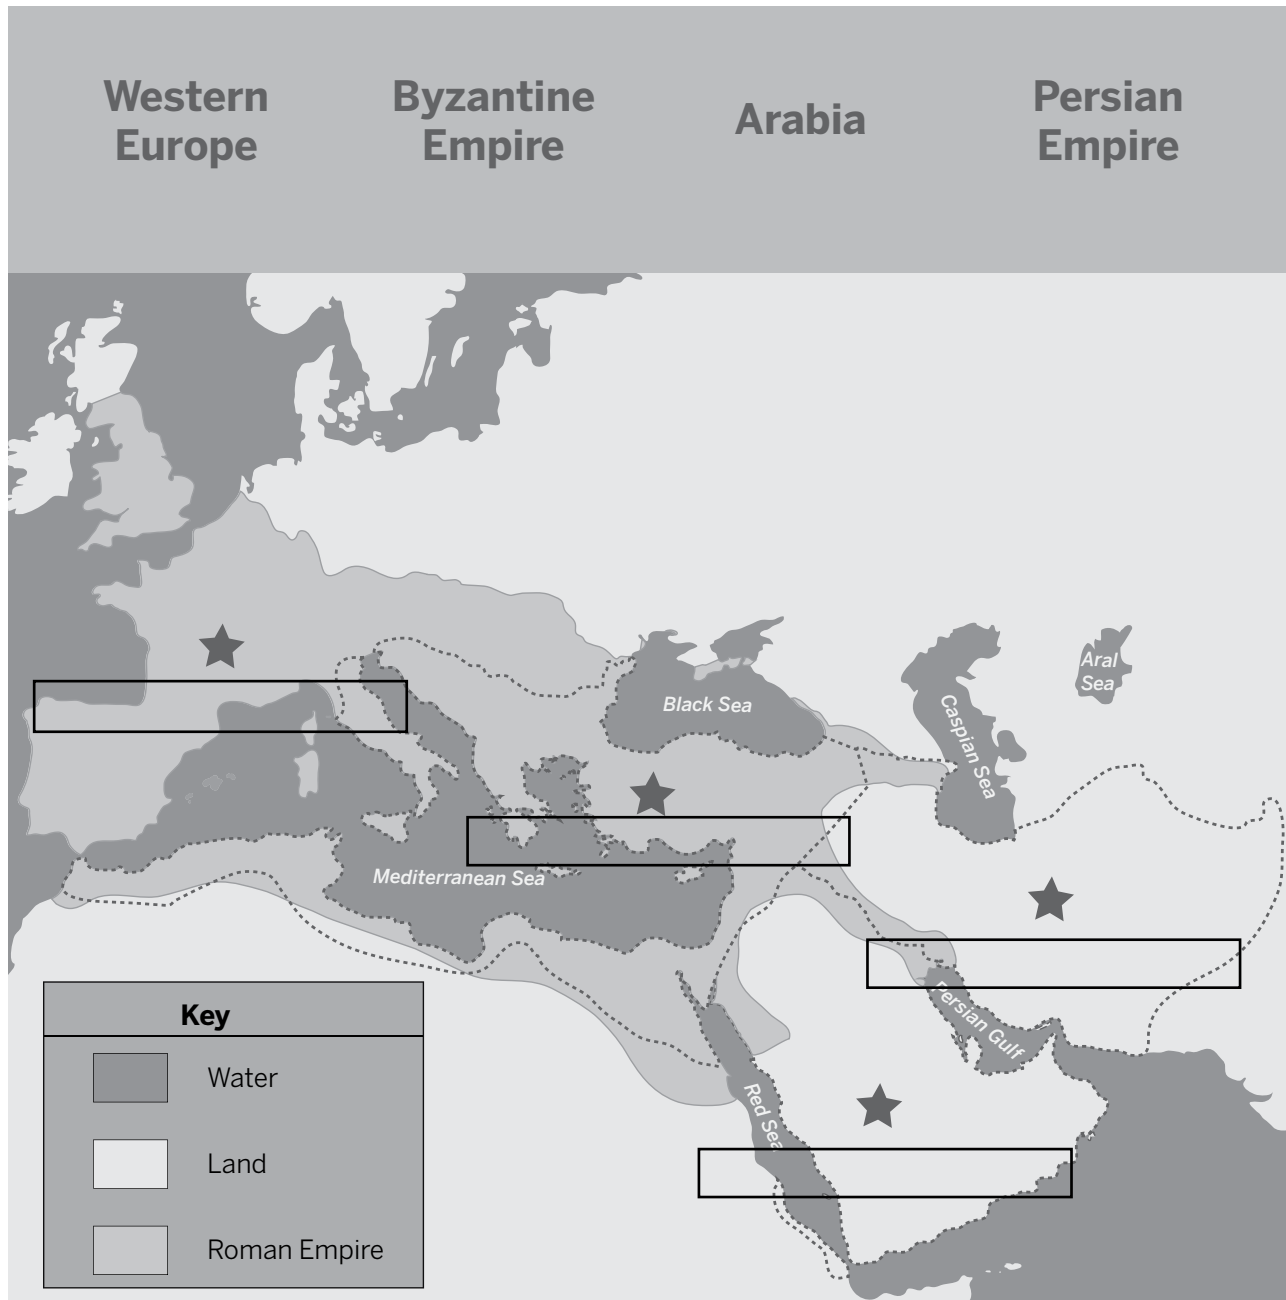 Western
Europe
Byzantine
Empire
Arabia
Persian
Empire
Aral
Sea
Black Sea
Caspian Sea
Mediterranean Sea
Persian Gulf
Red Sea
Key
Water
Land
Roman Empire